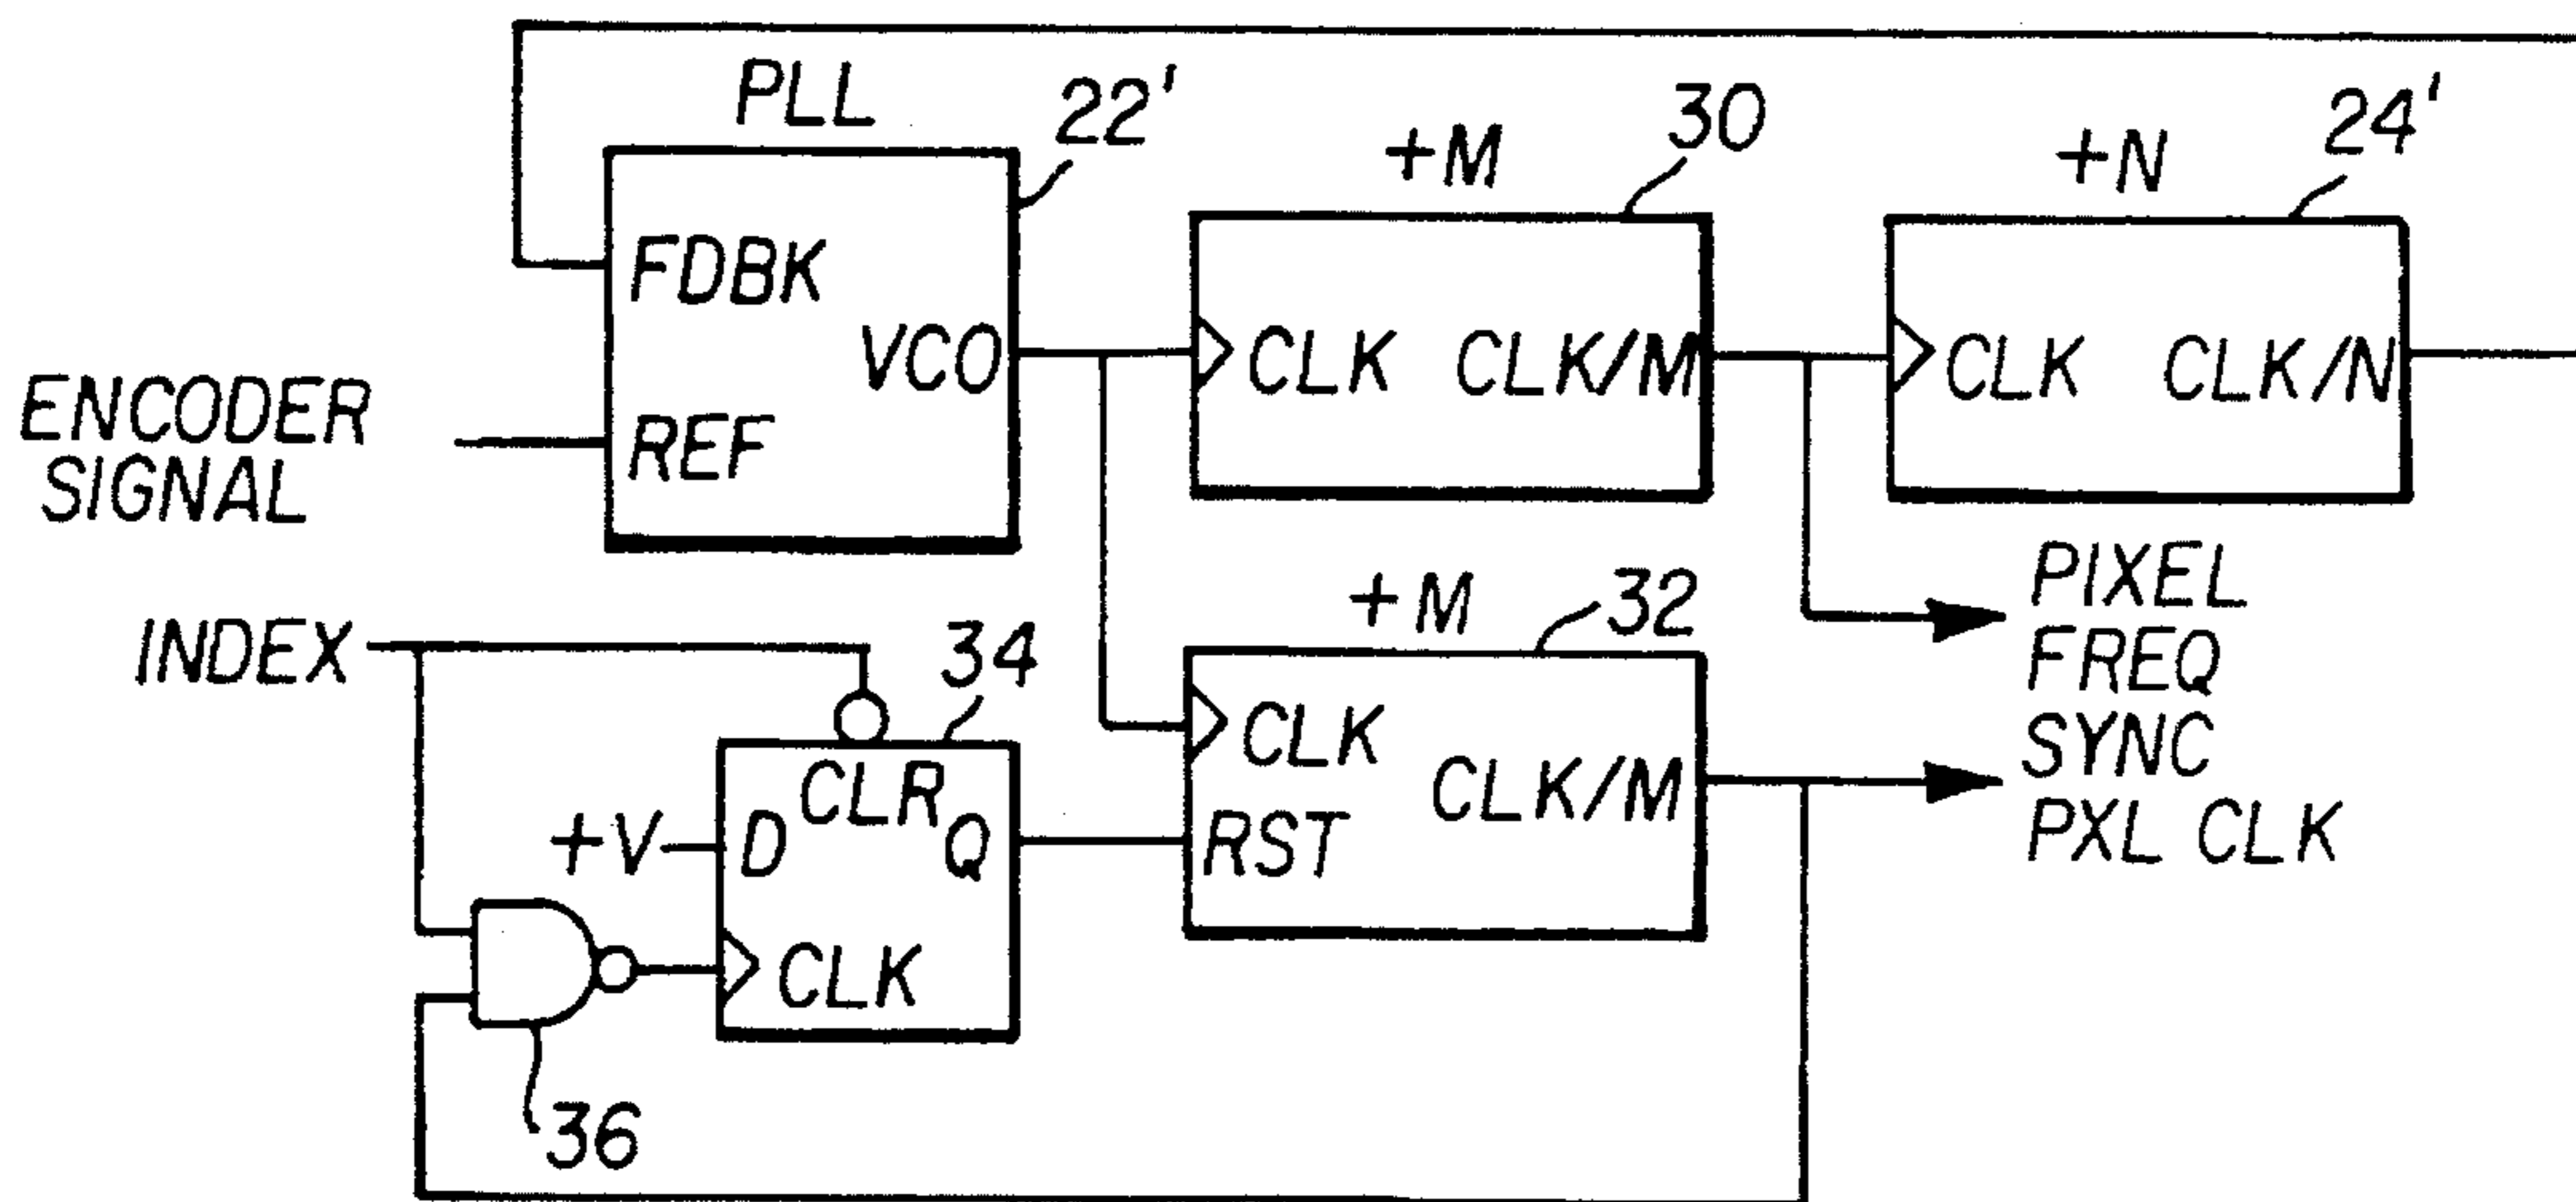 PLL
22'
+M
30
+N
24'
FDBK
VCO
REF
CLK
CLK/M
CLK
CLK/N
ENCODER
SIGNAL
INDEX
34
+M
32
PIXEL
FREQ
SYNC
PXL CLK
CLR
+V
D
Q
CLK
CLK
RST
CLK/M
36